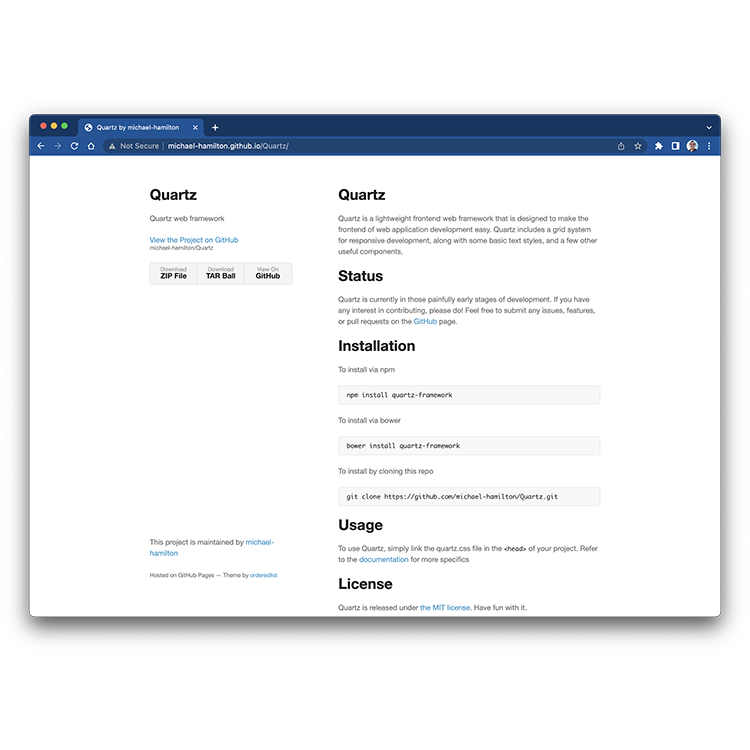 Quartz by michael-hamilton
Not Secure | michael-hamilton.github.io/Quartz/
Quartz
Quartz web framework
View the Project on GitHub
michael-hamilton/Quartz
Download
ZIP File
Download
TAR Ball
View On
GitHub
This project is maintained by michael-
hamilton
Hosted on GitHub Pages — Theme by orderedlist
Quartz
Quartz is a lightweight frontend web framework that is designed to make the
frontend of web application development easy. Quartz includes a grid system
for responsive development, along with some basic text styles, and a few other
useful components.
Status
Quartz is currently in those painfully early stages of development. If you have
any interest in contributing, please do! Feel free to submit any issues, features,
or pull requests on the GitHub page.
Installation
To install via npm
npm install quartz-framework
To install via bower
bower install quartz-framework
To install by cloning this repo
git clone https://github.com/michael-hamilton/Quartz.git
Usage
To use Quartz, simply link the quartz.css file in the <head> of your project. Refer
to the documentation for more specifics
License
Quartz is released under the MIT license. Have fun with it.